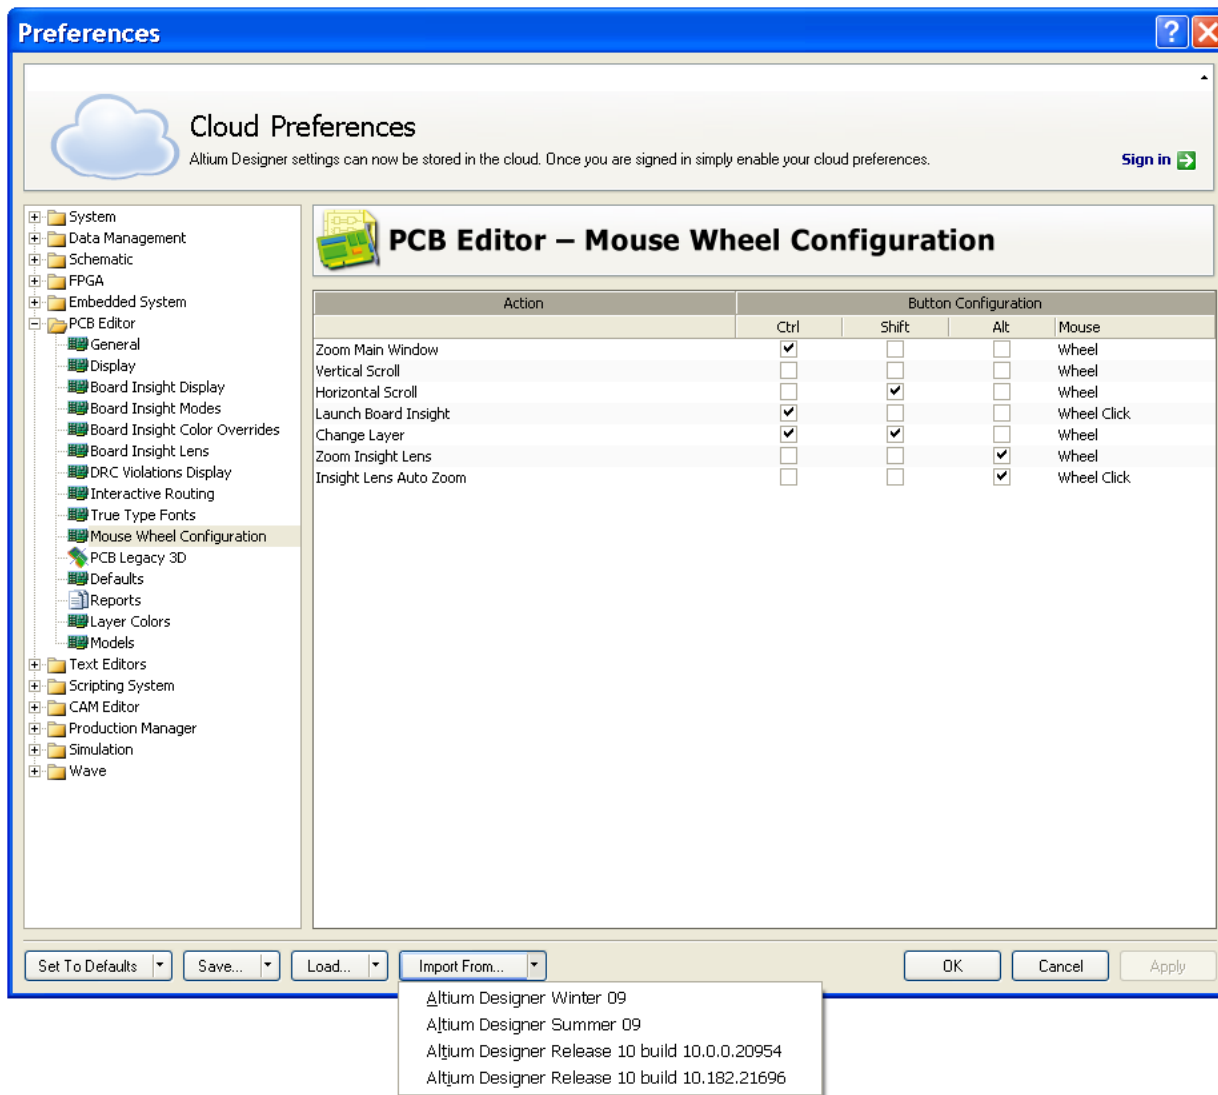 Preferences
Cloud Preferences
Altium Designer settings can now be stored in the cloud. Once you are signed in simply enable your cloud preferences.
Sign in
System
Data Management
Schematic
FPGA
Embedded System
PCB Editor
General
Display
Board Insight Display
Board Insight Modes
Board Insight Color Overrides
Board Insight Lens
DRC Violations Display
Interactive Routing
True Type Fonts
Mouse Wheel Configuration
PCB Legacy 3D
Defaults
Reports
Layer Colors
Models
Text Editors
Scripting System
CAM Editor
Production Manager
Simulation
Wave
PCB Editor – Mouse Wheel Configuration
Action Button Configuration
Ctrl Shift Alt Mouse
Zoom Main Window Wheel
Vertical Scroll Wheel
Horizontal Scroll Wheel
Launch Board Insight Wheel Click
Change Layer Wheel
Zoom Insight Lens Wheel
Insight Lens Auto Zoom Wheel Click
Set To Defaults Save... Load... Import From... OK Cancel Apply
Altium Designer Winter 09
Altium Designer Summer 09
Altium Designer Release 10 build 10.0.0.20954
Altium Designer Release 10 build 10.182.21696